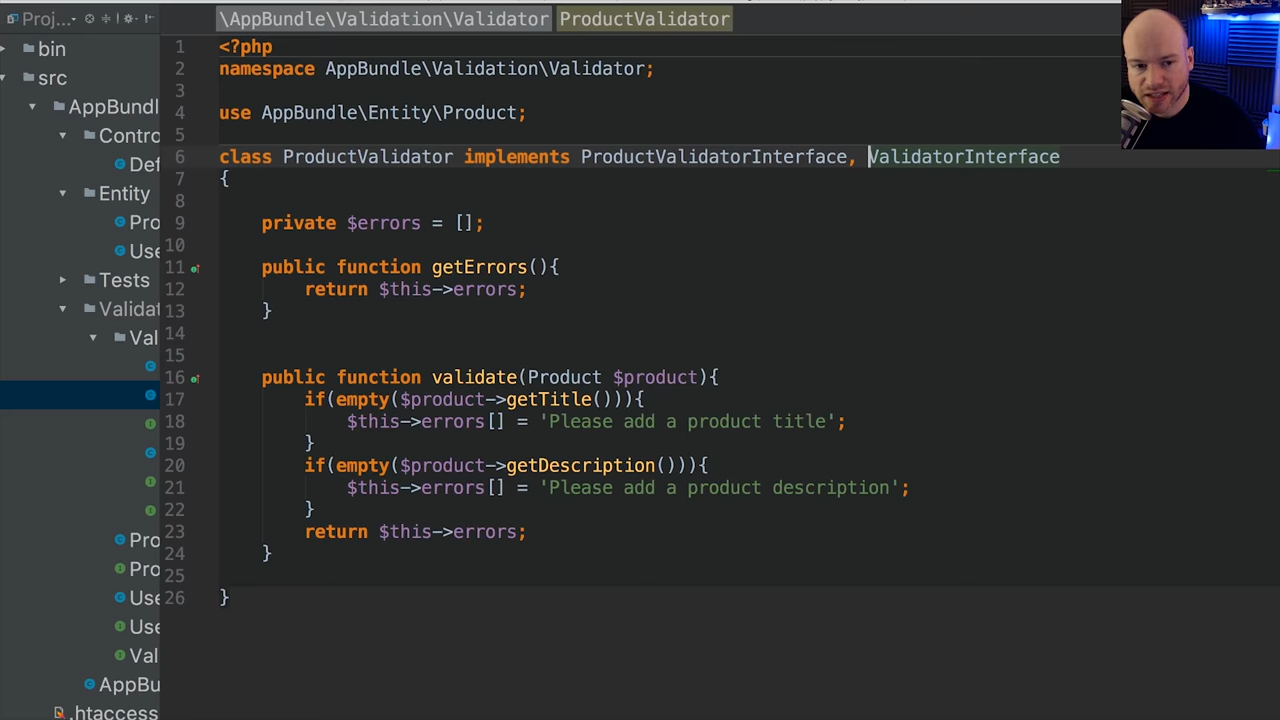 Proj...
\AppBundle\Validation\Validator ProductValidator
bin
src
AppBundl
Contro
Def
Entity
Pro
Use
Tests
Validat
Val
Pro
Pro
Use
Use
Val
AppBu
.htaccess
1 <?php
2 namespace AppBundle\Validation\Validator;
3
4 use AppBundle\Entity\Product;
5
6 class ProductValidator implements ProductValidatorInterface, ValidatorInterface
7 {
8
9 private $errors = [];
10
11 public function getErrors(){
12 return $this->errors;
13 }
14
15
16 public function validate(Product $product){
17 if(empty($product->getTitle())){
18 $this->errors[] = 'Please add a product title';
19 }
20 if(empty($product->getDescription())){
21 $this->errors[] = 'Please add a product description';
22 }
23 return $this->errors;
24 }
25
26 }